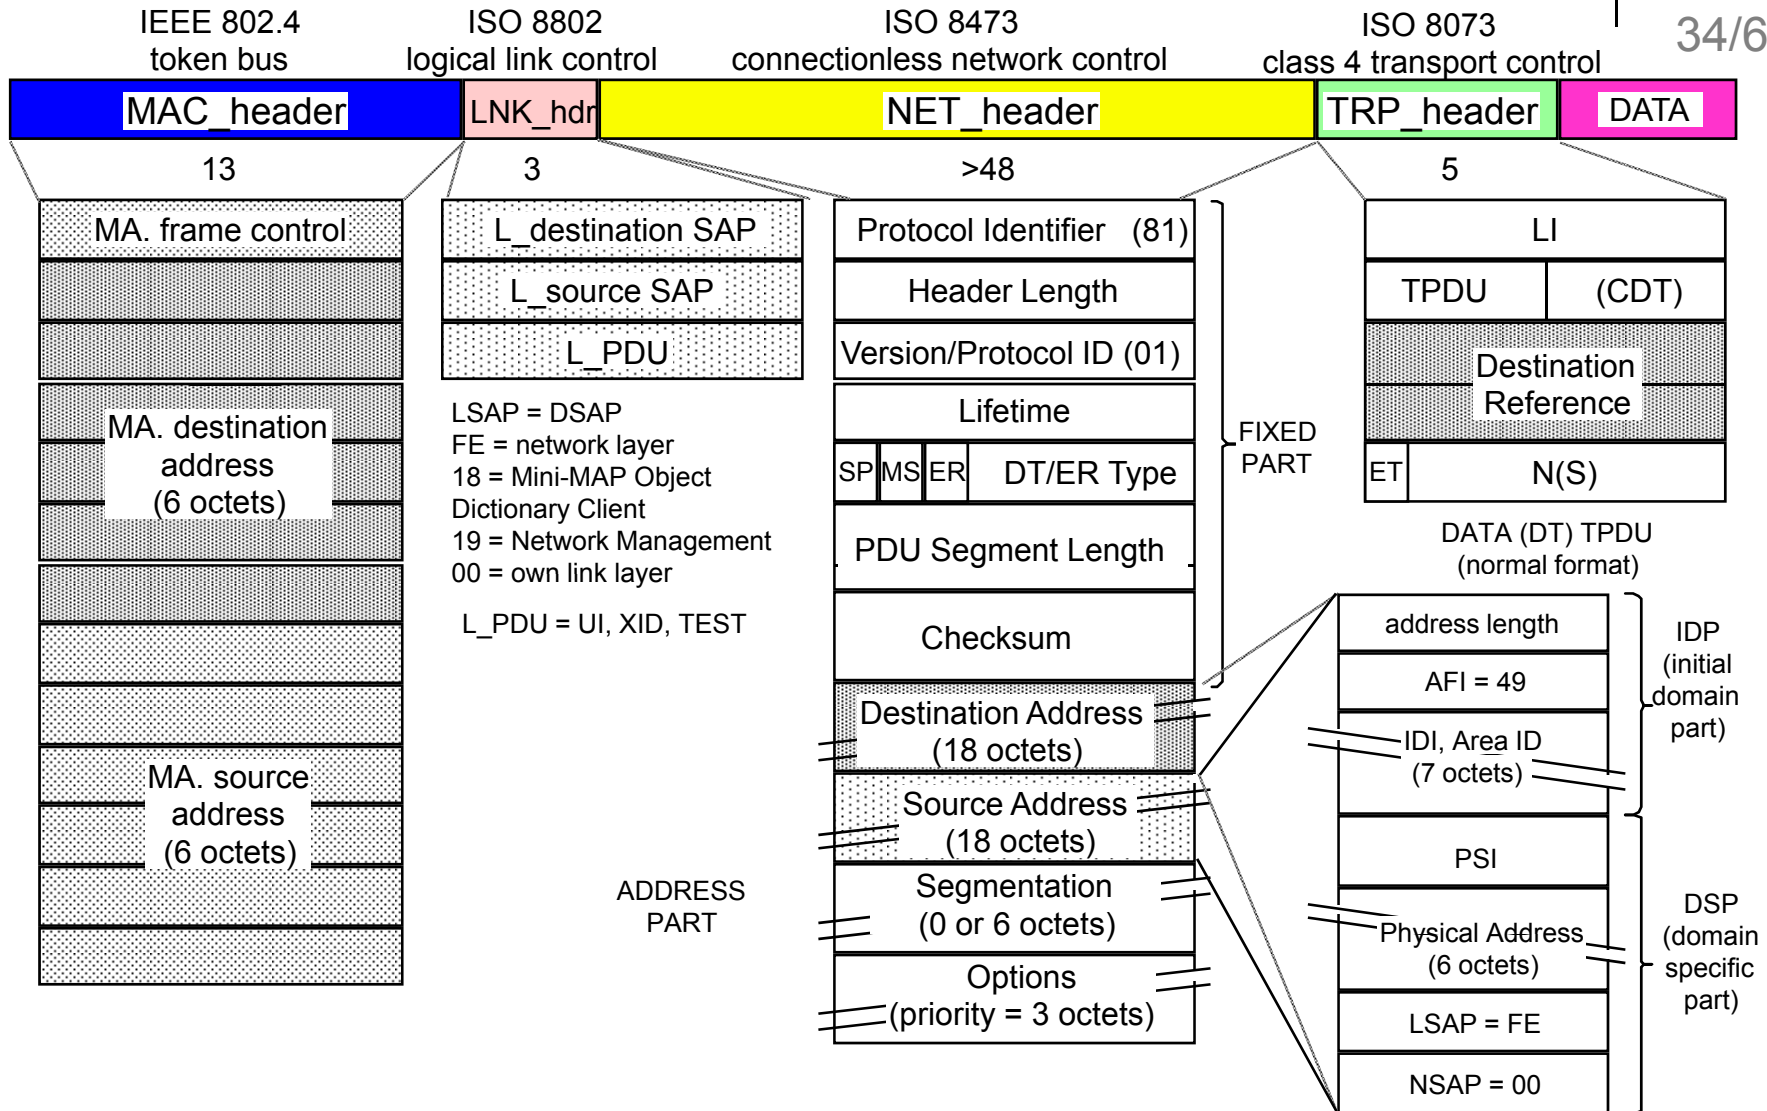 34/6
IEEE 802.4
token bus
ISO 8802
logical link control
ISO 8473
connectionless network control
ISO 8073
class 4 transport control
MAC_header
LNK_hdr
NET_header
TRP_header
DATA
13
3
>48
5
MA. frame control
MA. destination
address
(6 octets)
MA. source
address
(6 octets)
L_destination SAP
L_source SAP
L_PDU
LSAP = DSAP
FE = network layer
18 = Mini-MAP Object
Dictionary Client
19 = Network Management
00 = own link layer
L_PDU = UI, XID, TEST
Protocol Identifier (81)
Header Length
Version/Protocol ID (01)
Lifetime
SP MS ER DT/ER Type
PDU Segment Length
Checksum
Destination Address
(18 octets)
Source Address
(18 octets)
Segmentation
(0 or 6 octets)
Options
(priority = 3 octets)
FIXED
PART
ADDRESS
PART
LI
TPDU (CDT)
Destination
Reference
ET N(S)
DATA (DT) TPDU
(normal format)
address length
AFI = 49
IDI, Area ID
(7 octets)
PSI
Physical Address
(6 octets)
LSAP = FE
NSAP = 00
IDP
(initial
domain
part)
DSP
(domain
specific
part)